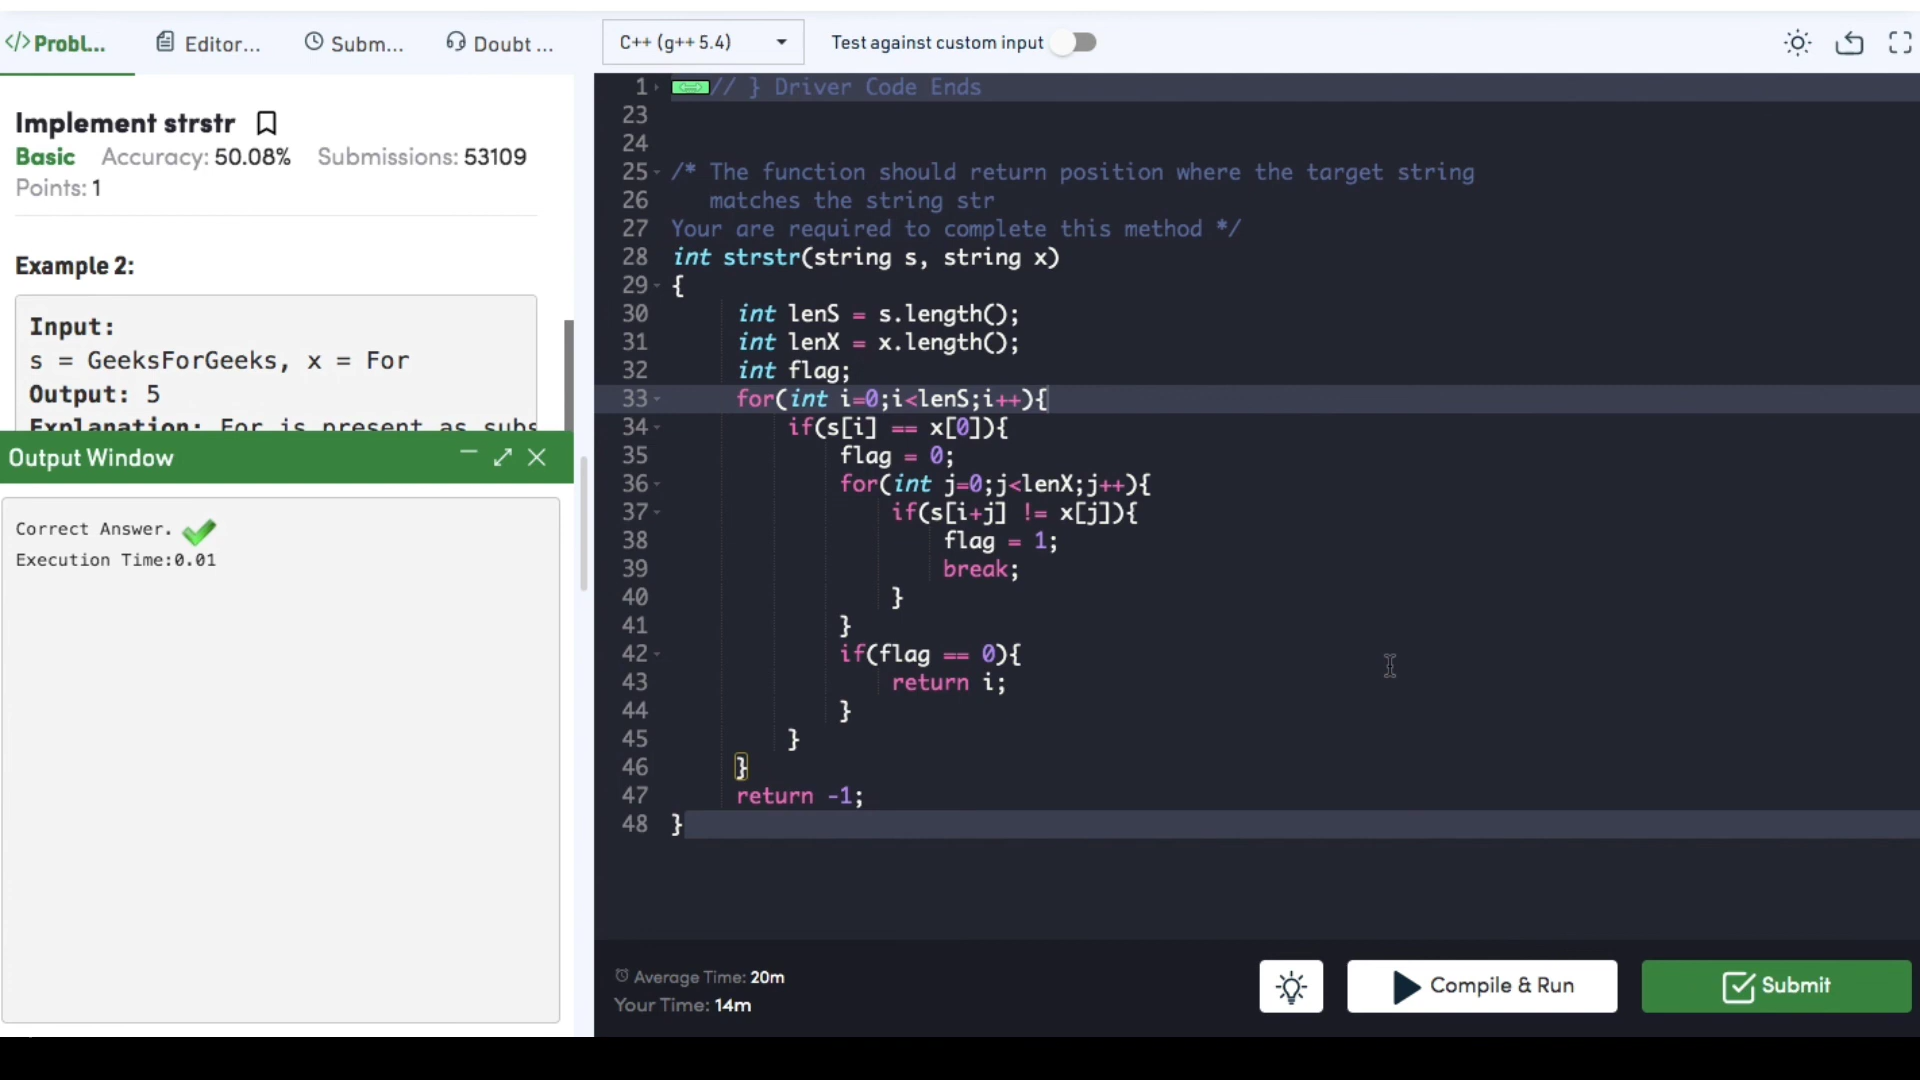 </> Probl...
Editor...
Subm...
Doubt ...
C++ (g++ 5.4)
Test against custom input
Implement strstr
Basic Accuracy: 50.08% Submissions: 53109
Points: 1
Example 2:
Input:
s = GeeksForGeeks, x = For
Output: 5
Explanation: For is present as subs
Output Window
Correct Answer.
Execution Time:0.01
1 // } Driver Code Ends
23
24
25 /* The function should return position where the target string
26 matches the string str
27 Your are required to complete this method */
28 int strstr(string s, string x)
29 {
30 int lenS = s.length();
31 int lenX = x.length();
32 int flag;
33 for(int i=0;i<lenS;i++){
34 if(s[i] == x[0]){
35 flag = 0;
36 for(int j=0;j<lenX;j++){
37 if(s[i+j] != x[j]){
38 flag = 1;
39 break;
40 }
41 }
42 if(flag == 0){
43 return i;
44 }
45 }
46 }
47 return -1;
48 }
Average Time: 20m
Your Time: 14m
Compile & Run
Submit